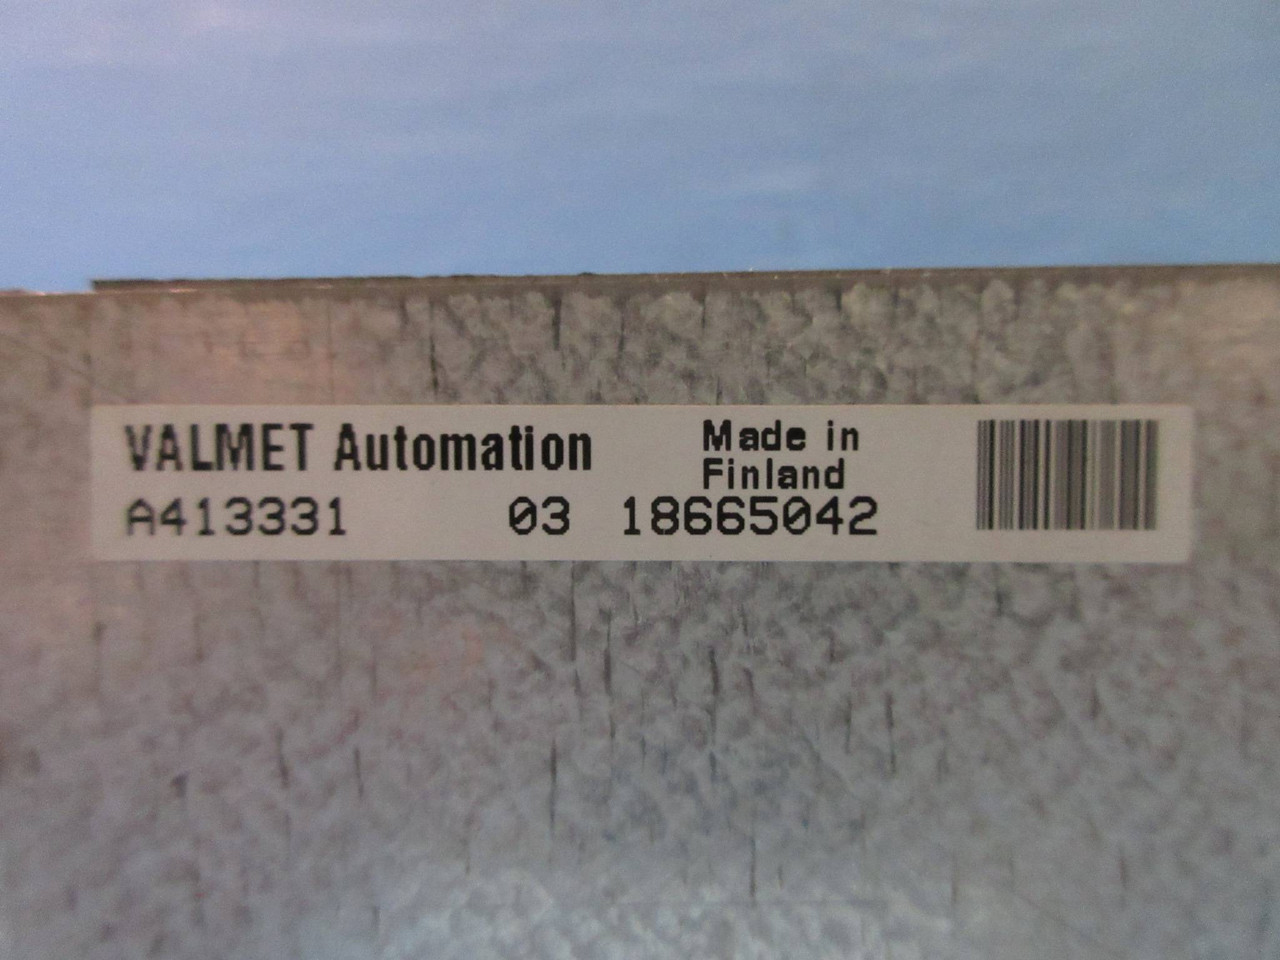 VALMET Automation
Made in
Finland
A413331 03 18665042